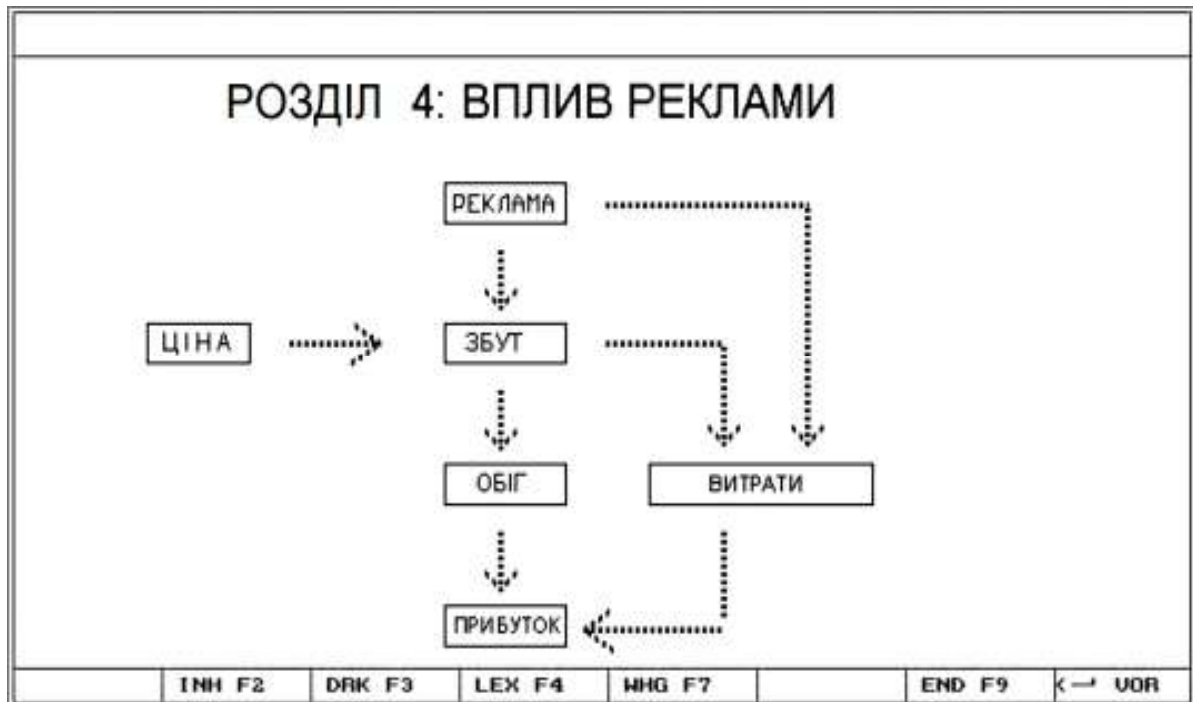 РОЗДІЛ 4: ВПЛИВ РЕКЛАМИ
РЕКЛАМА
ЦІНА
ЗБУТ
ОБІГ
ВИТРАТИ
ПРИБУТОК
INH F2 DRK F3 LEX F4 WHG F7 END F9 VOR